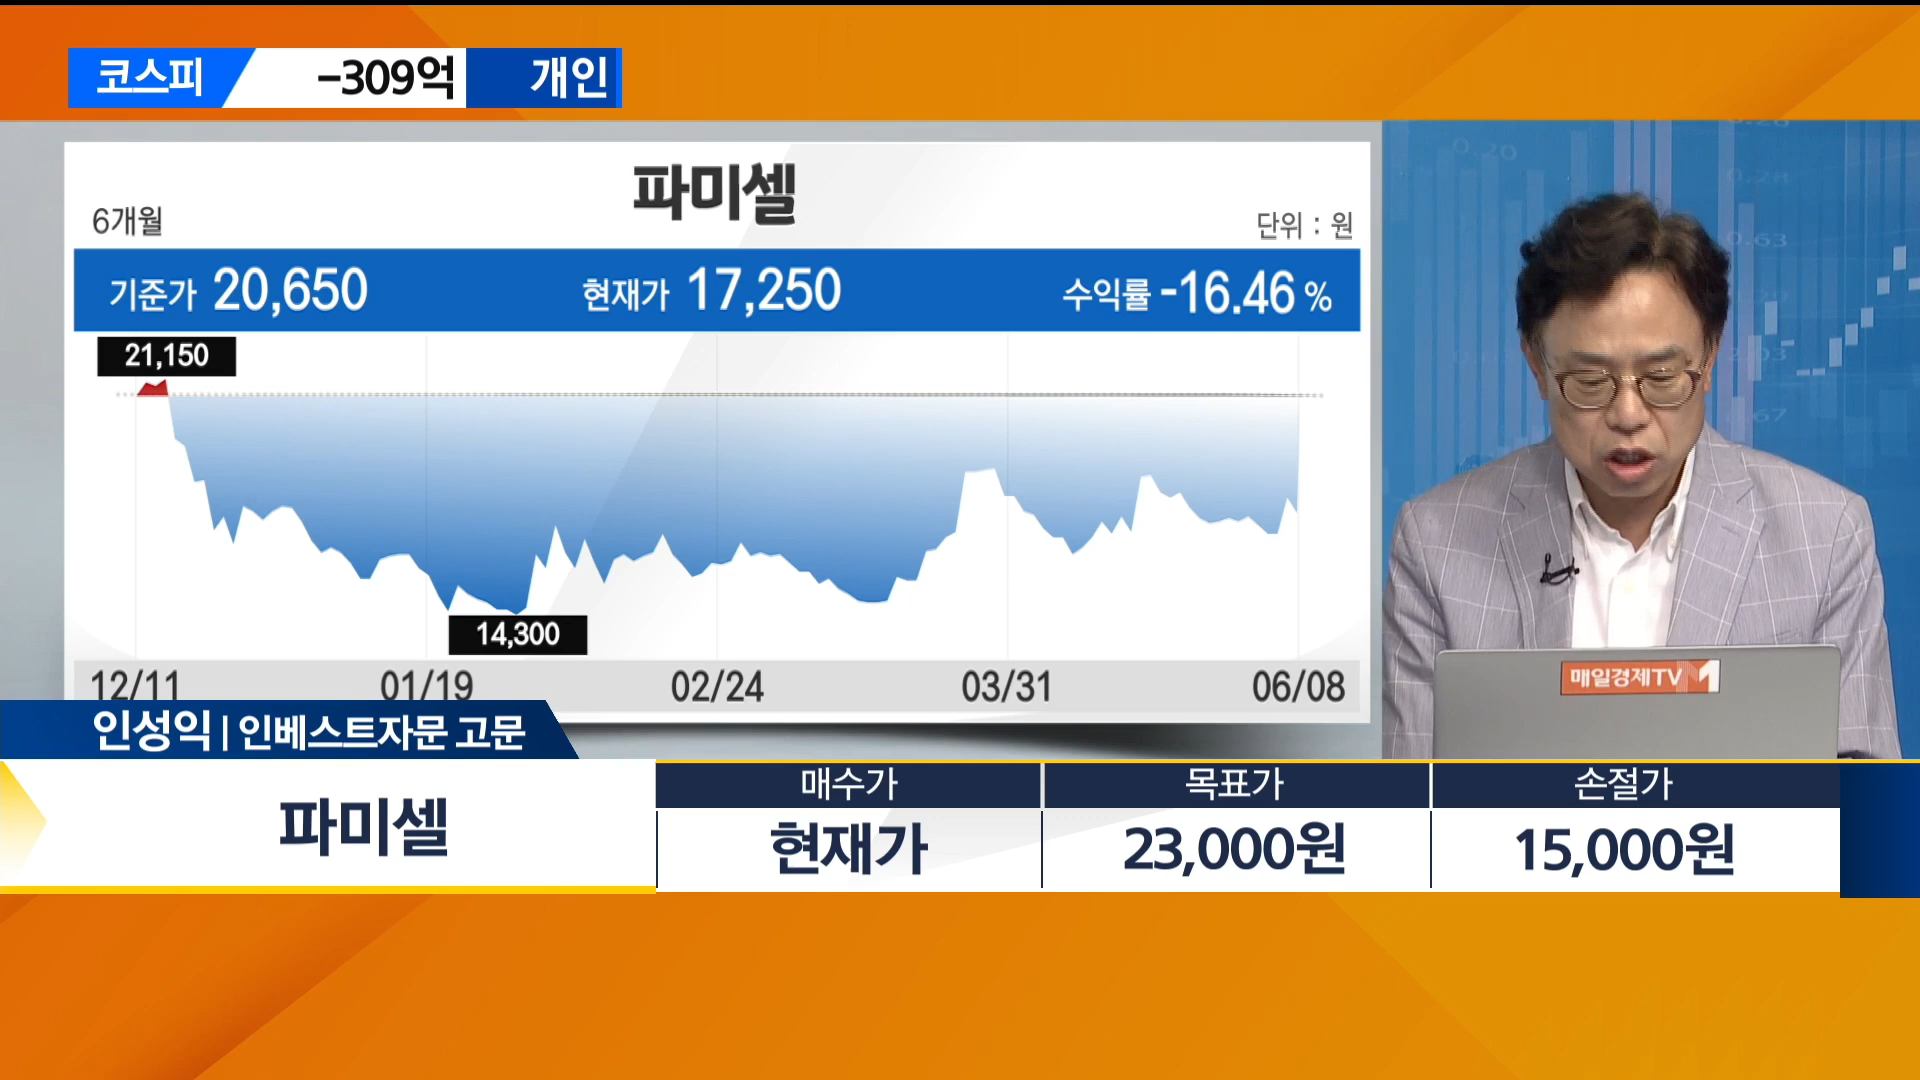 코스피 -309억 개인
파미셀
6개월
단위 : 원
기준가 20,650 현재가 17,250 수익률 -16.46 %
21,150
14,300
12/11 01/19 02/24 03/31 06/08
매일경제TV
인성익 | 인베스트자문 고문
파미셀
매수가 목표가 손절가
현재가 23,000원 15,000원